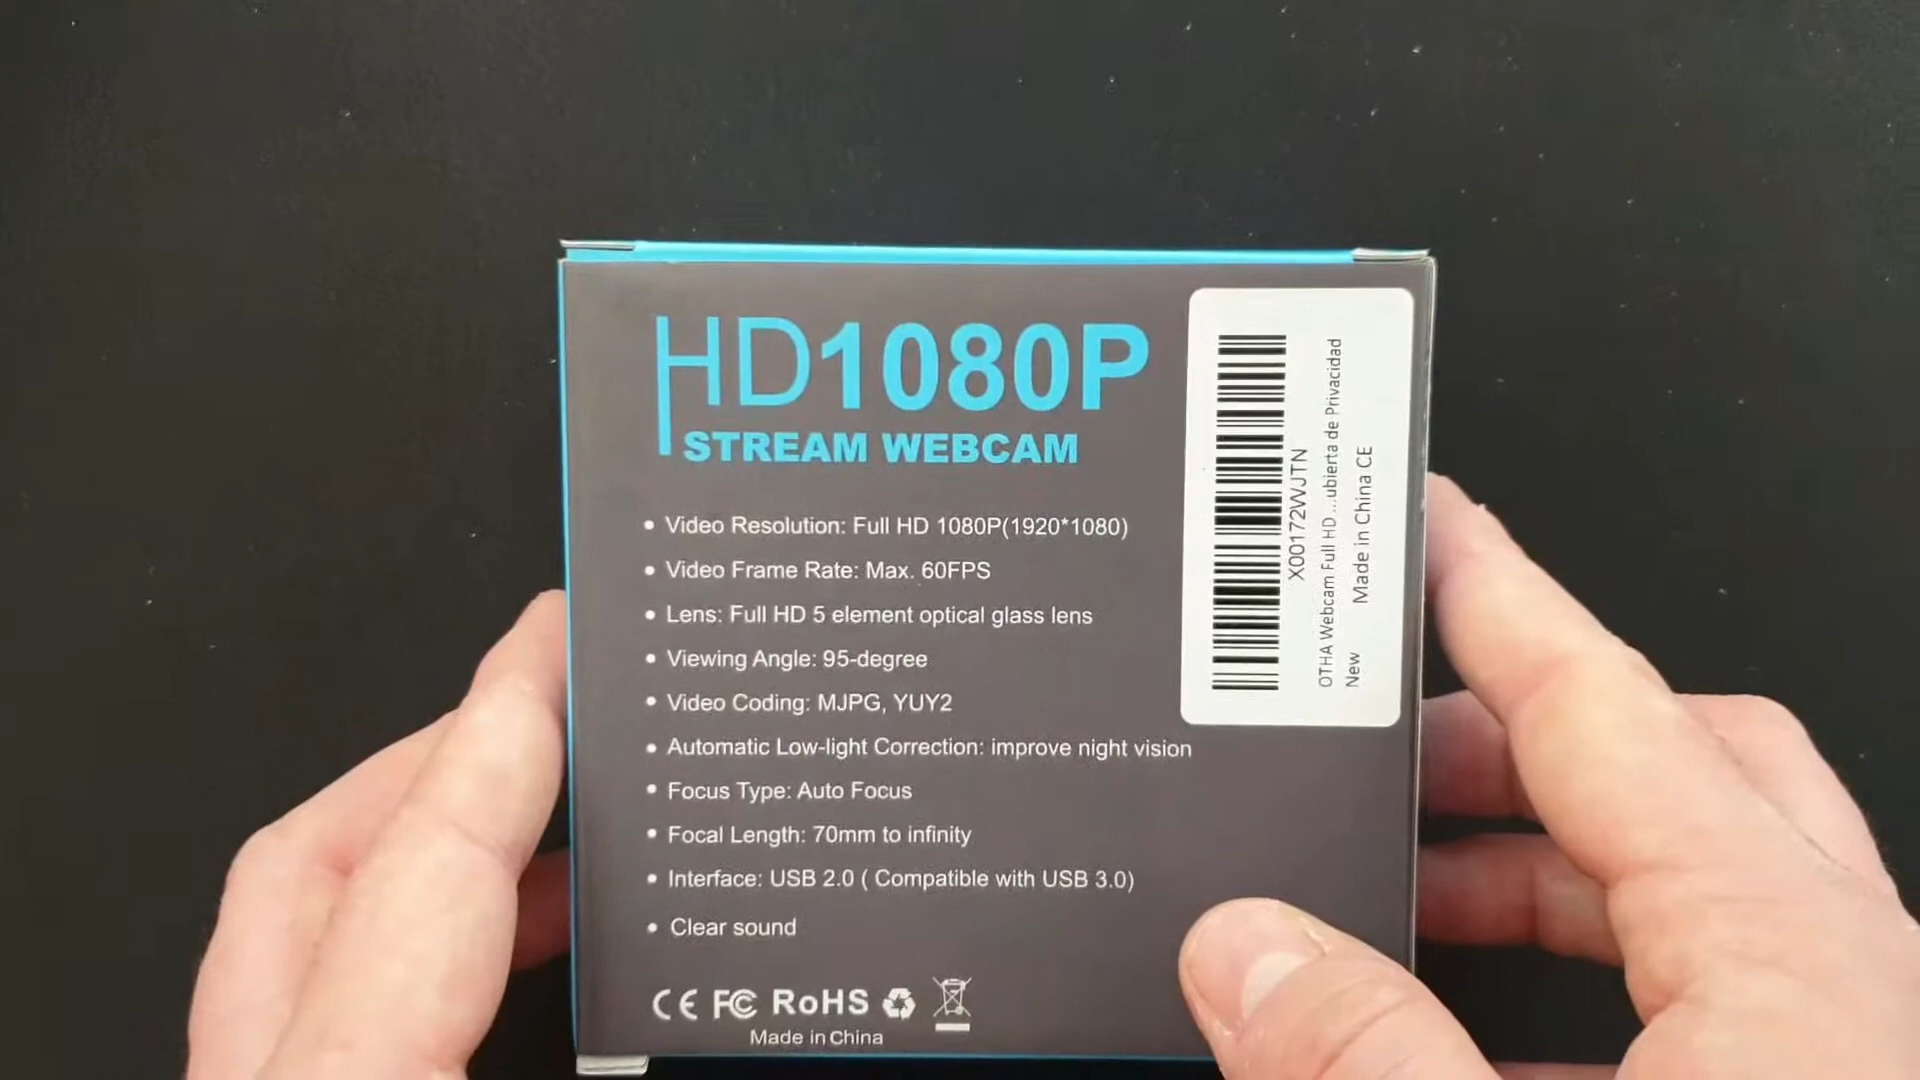 HD1080P
STREAM WEBCAM
• Video Resolution: Full HD 1080P(1920*1080)
• Video Frame Rate: Max. 60FPS
• Lens: Full HD 5 element optical glass lens
• Viewing Angle: 95-degree
• Video Coding: MJPG, YUY2
• Automatic Low-light Correction: improve night vision
• Focus Type: Auto Focus
• Focal Length: 70mm to infinity
• Interface: USB 2.0 ( Compatible with USB 3.0)
• Clear sound
CE FC RoHS
Made in China
X00172WJTN
OTHA Webcam Full HD ...ubierta de Privacidad
New Made in China CE